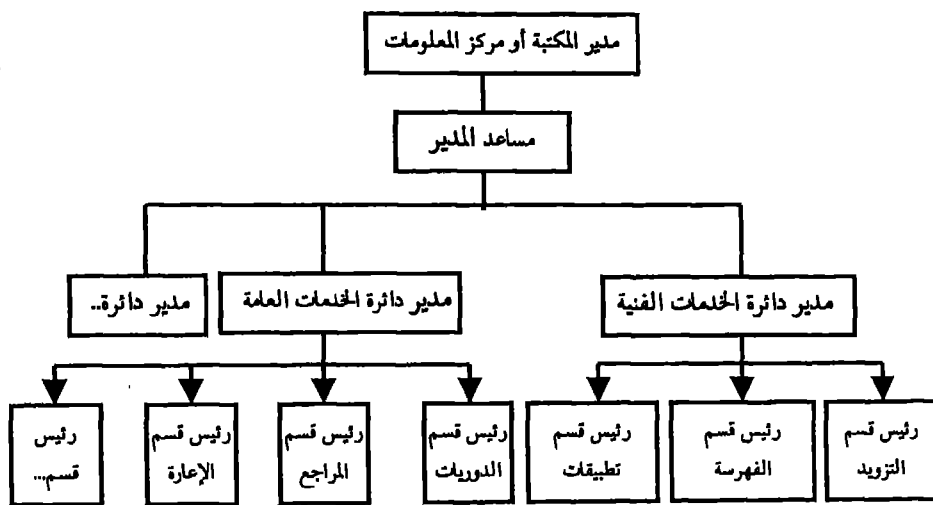 مدير المكتبة أو مركز المعلومات
مساعد المدير
مدير دائرة الخدمات الفنية
مدير دائرة الخدمات العامة
مدير دائرة..
رئيس قسم
التزويد
رئيس قسم
الفهرسة
رئيس قسم
تطبيقات
رئيس قسم
الدوريات
رئيس قسم
المراجع
رئيس قسم
الإعارة
رئيس
قسم...